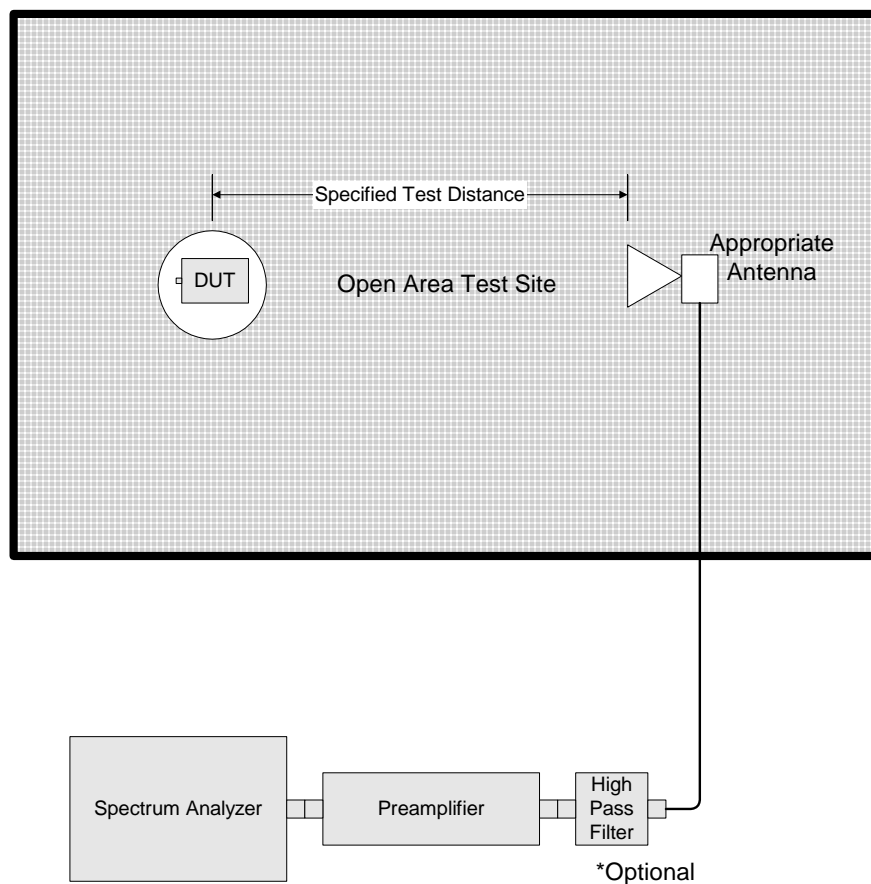 Specified Test Distance
Appropriate
Antenna
DUT
Open Area Test Site
Spectrum Analyzer
Preamplifier
High
Pass
Filter
*Optional